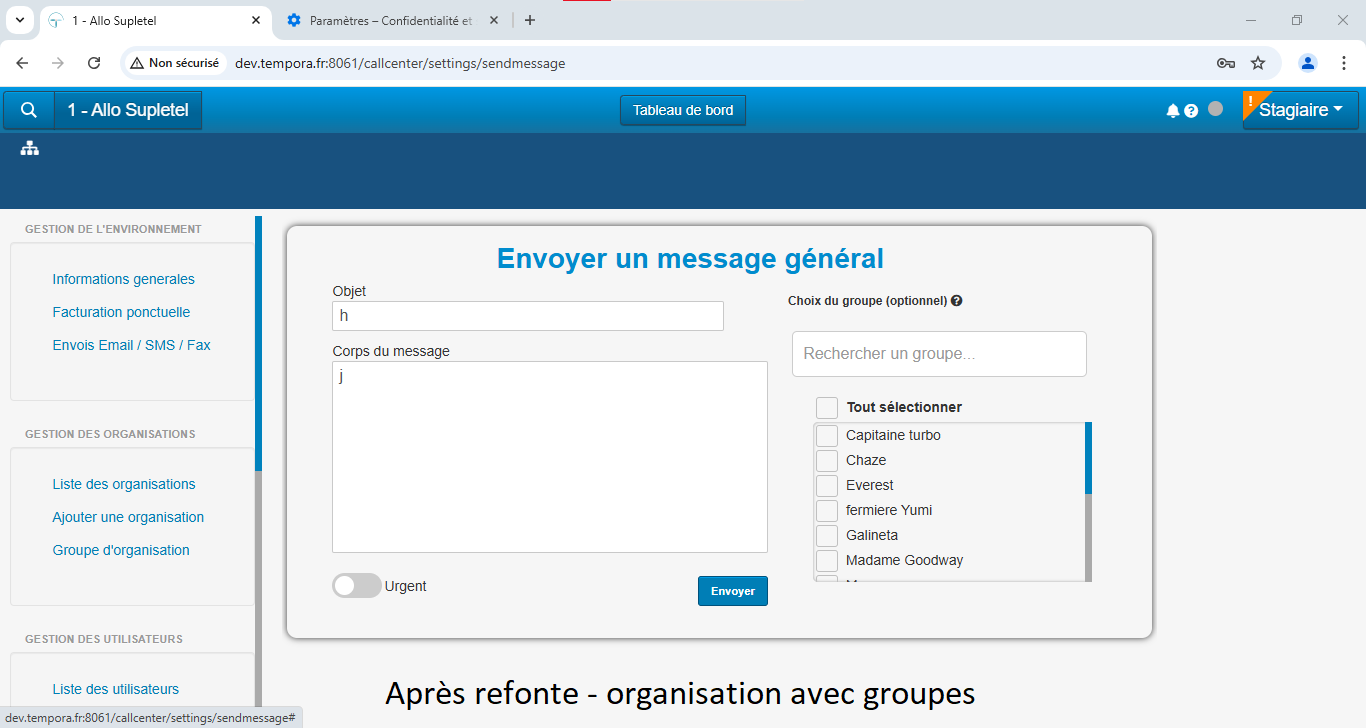 1 - Allo Supletel
Paramètres – Confidentialité et
Non sécurisé
dev.tempora.fr:8061/callcenter/settings/sendmessage
1 - Allo Supletel
Tableau de bord
!
Stagiaire
GESTION DE L'ENVIRONNEMENT
Informations generales
Facturation ponctuelle
Envois Email / SMS / Fax
GESTION DES ORGANISATIONS
Liste des organisations
Ajouter une organisation
Groupe d'organisation
GESTION DES UTILISATEURS
Liste des utilisateurs
Envoyer un message général
Objet
h
Corps du message
j
Urgent
Envoyer
Choix du groupe (optionnel) ?
Rechercher un groupe...
Tout sélectionner
Capitaine turbo
Chaze
Everest
fermiere Yumi
Galineta
Madame Goodway
Après refonte - organisation avec groupes
dev.tempora.fr:8061/callcenter/settings/sendmessage#